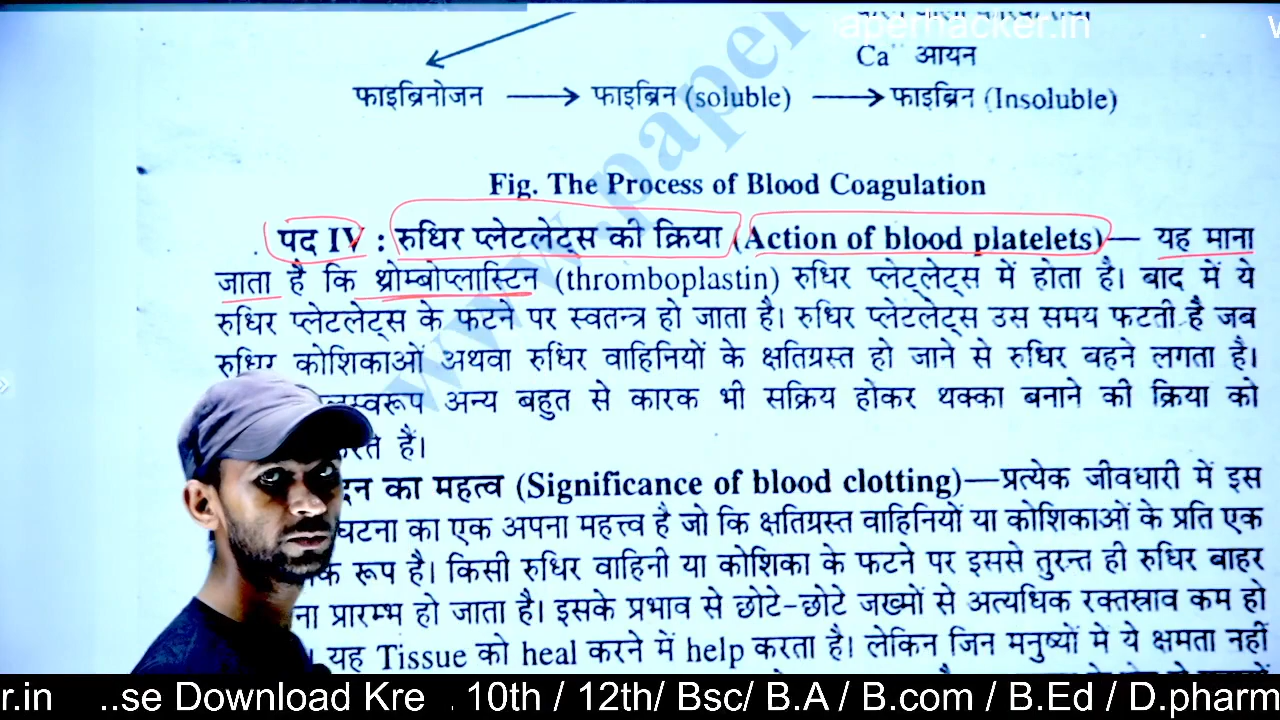 aperhacker.in
Ca++ आयन
फाइब्रिनोजन → फाइब्रिन (soluble) → फाइब्रिन (Insoluble)
www.paper
Fig. The Process of Blood Coagulation
पद IV : रुधिर प्लेटलेट्स की क्रिया (Action of blood platelets)— यह माना
जाता है कि थ्रोम्बोप्लास्टिन (thromboplastin) रुधिर प्लेट्लेट्स में होता है। बाद में ये
रुधिर प्लेटलेट्स के फटने पर स्वतन्त्र हो जाता है। रुधिर प्लेटलेट्स उस समय फटती है जब
रुधिर कोशिकाओं अथवा रुधिर वाहिनियों के क्षतिग्रस्त हो जाने से रुधिर बहने लगता है।
अन्य बहुत से कारक भी सक्रिय होकर थक्का बनाने की क्रिया को
हैं।
का महत्व (Significance of blood clotting)—प्रत्येक जीवधारी में इस
घटना का एक अपना महत्त्व है जो कि क्षतिग्रस्त वाहिनियों या कोशिकाओं के प्रति एक
रूप है। किसी रुधिर वाहिनी या कोशिका के फटने पर इससे तुरन्त ही रुधिर बाहर
प्रारम्भ हो जाता है। इसके प्रभाव से छोटे-छोटे जख्मों से अत्यधिक रक्तस्राव कम हो
यह Tissue को heal करने में help करता है। लेकिन जिन मनुष्यों मे ये क्षमता नहीं
r.in ..se Download Kre . 10th / 12th/ Bsc/ B.A / B.com / B.Ed / D.pharm